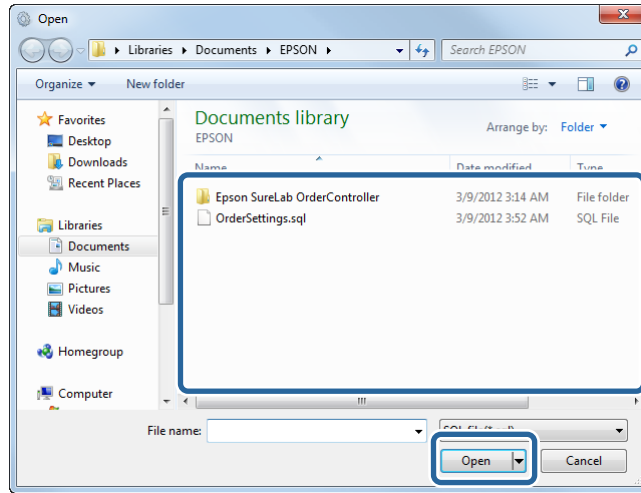 Open
Libraries ▸ Documents ▸ EPSON ▸ Search EPSON
Organize New folder
Favorites
Desktop
Downloads
Recent Places
Libraries
Documents
Music
Pictures
Videos
Homegroup
Computer
Documents library
EPSON
Arrange by: Folder
Name Date modified Type
Epson SureLab OrderController 3/9/2012 3:14 AM File folder
OrderSettings.sql 3/9/2012 3:52 AM SQL File
File name:
Open Cancel